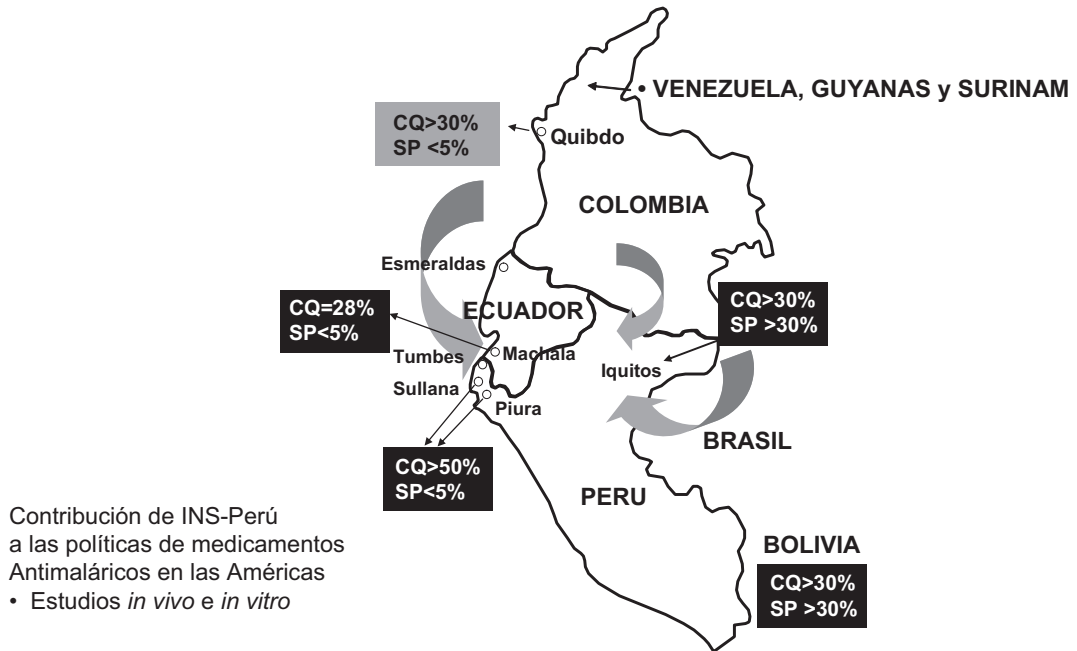 • VENEZUELA, GUYANAS y SURINAM
CQ>30%
SP <5%
Quibdo
COLOMBIA
Esmeraldas
ECUADOR
CQ=28%
SP<5%
CQ>30%
SP >30%
Machala
Tumbes
Iquitos
Sullana
Piura
BRASIL
CQ>50%
SP<5%
PERU
Contribución de INS-Perú
a las políticas de medicamentos
Antimaláricos en las Américas
• Estudios in vivo e in vitro
BOLIVIA
CQ>30%
SP >30%